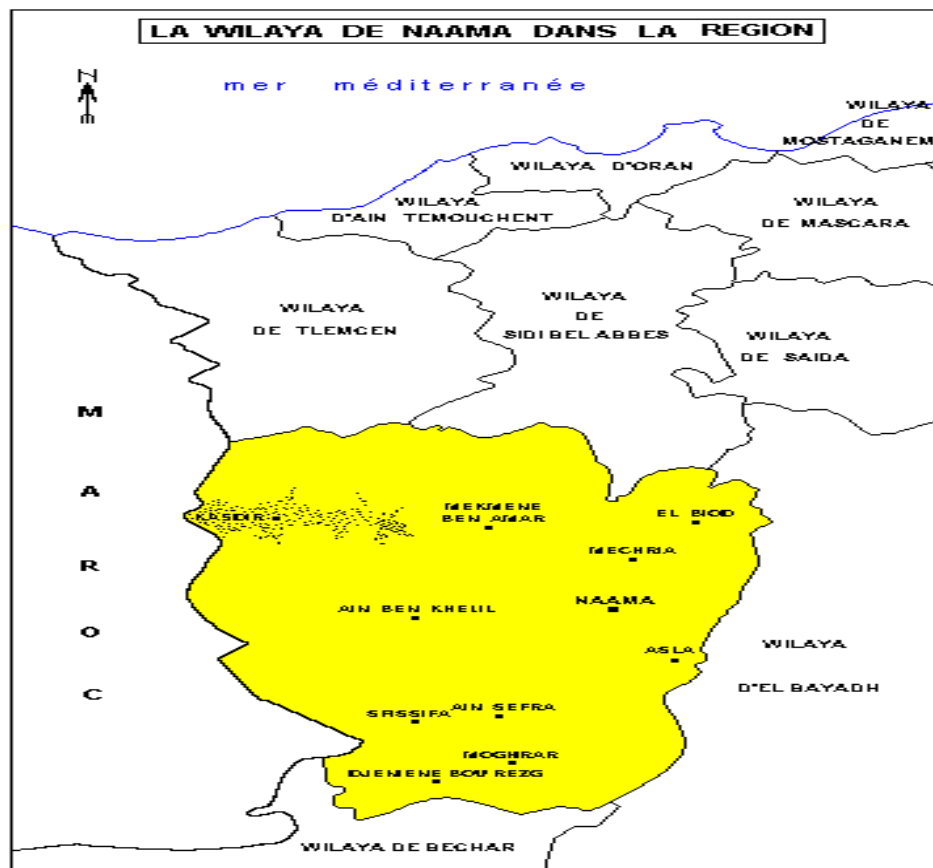 LA WILAYA DE NAAMA DANS LA REGION
N
mer méditerranée
WILAYA
DE
MOSTAGANEM
WILAYA D'ORAN
WILAYA
D'AIN TEMOUCHENT
WILAYA
DE MASCARA
WILAYA
DE TLEMCEN
WILAYA
DE
SIDI BEL ABBES
WILAYA
DE SAIDA
M
A
R
O
C
KASDIR
MEKMENE
BEN AMAR
EL BIOD
MECHRIA
NAAMA
AIN BEN KHELIL
ASLA
WILAYA
D'EL BAYADH
SFISSIFA
AIN SEFRA
MOGHRAR
DJENIENE BOUREZG
WILAYA DE BECHAR